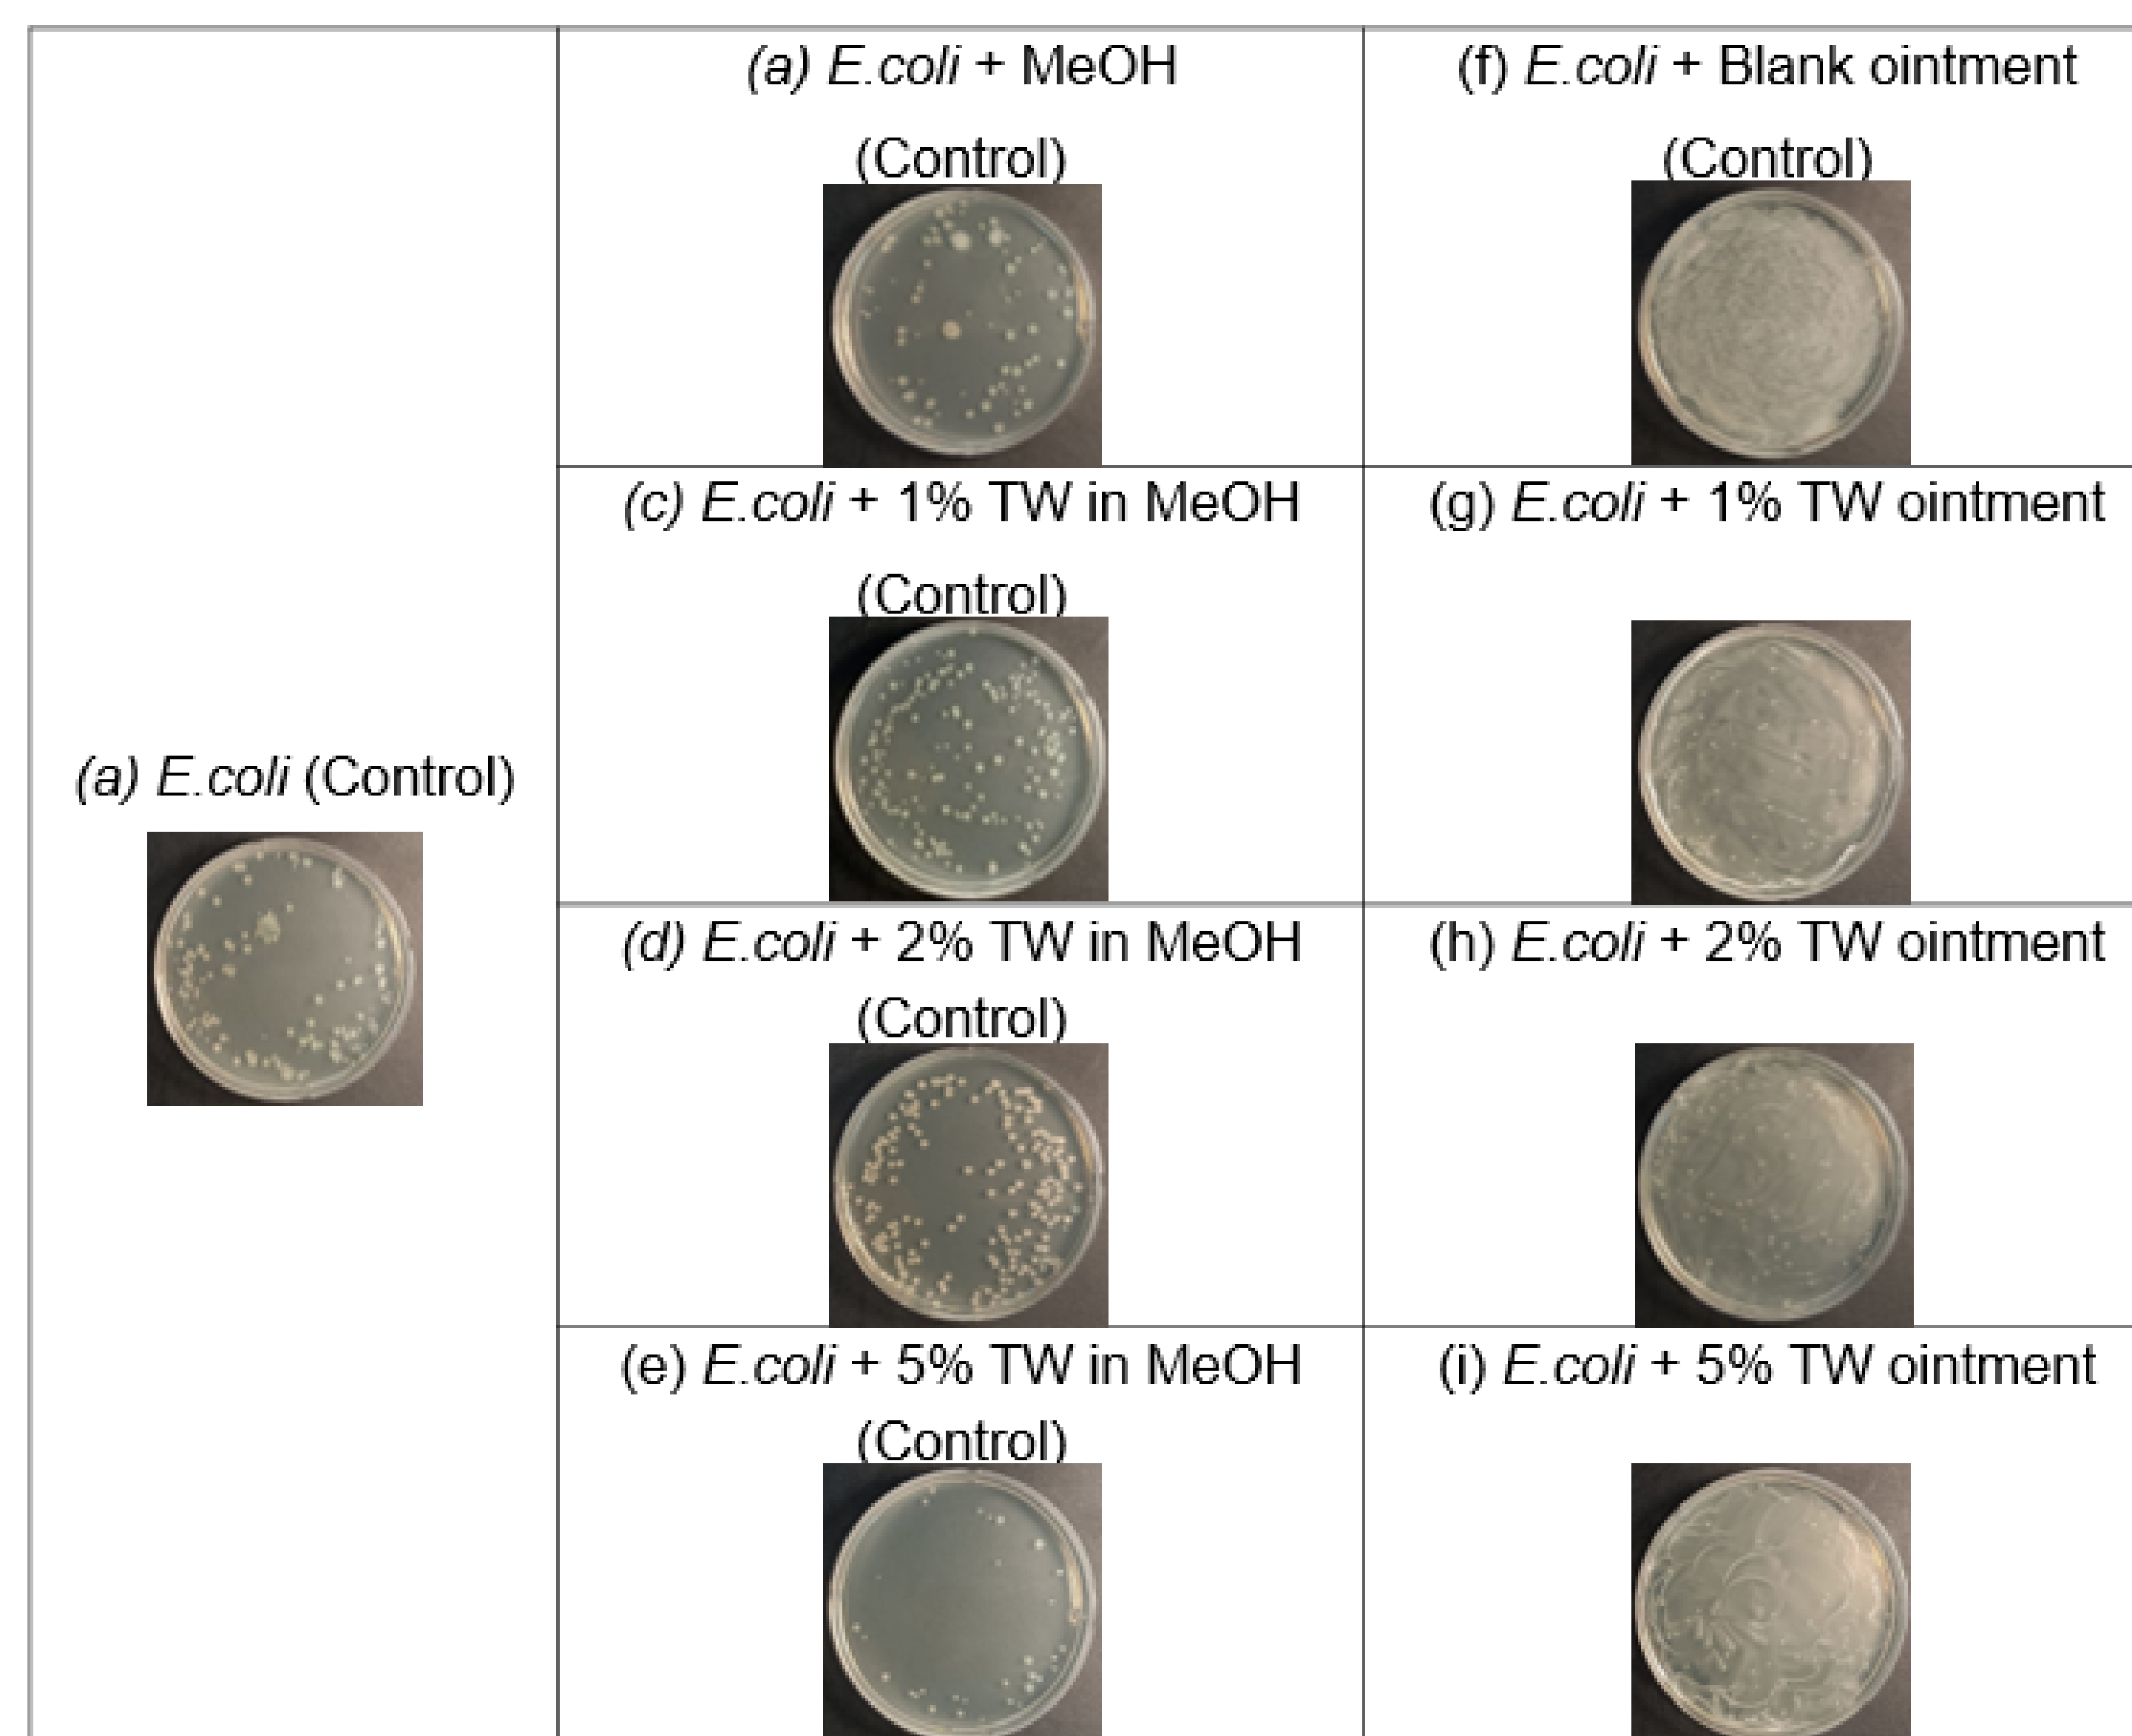 (a) E.coli (Control)
(a) E.coli + MeOH
(Control)
(f) E.coli + Blank ointment
(Control)
(c) E.coli + 1% TW in MeOH
(Control)
(g) E.coli + 1% TW ointment
(d) E.coli + 2% TW in MeOH
(Control)
(h) E.coli + 2% TW ointment
(e) E.coli + 5% TW in MeOH
(Control)
(i) E.coli + 5% TW ointment